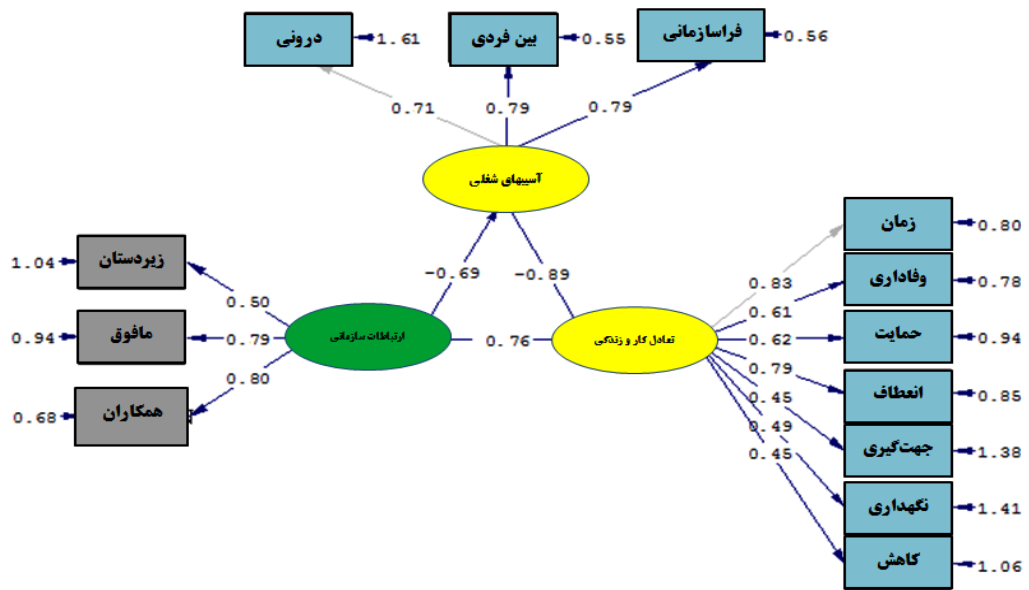 درونی
1.61
بین فردی
0.55
فراسازمانی
0.56
0.71
0.79
0.79
آسیبهای شغلی
زمان
0.80
زیردستان
1.04
-0.69
-0.89
0.83
وفاداری
0.78
0.50
0.61
مافوق
0.94
0.79
ارتباطات سازمانی
0.76
تعادل کار و زندگی
0.62
حمایت
0.94
0.80
0.79
انعطاف
0.85
همکاران
0.68
0.45
0.49
جهت‌گیری
1.38
0.45
نگهداری
1.41
کاهش
1.06